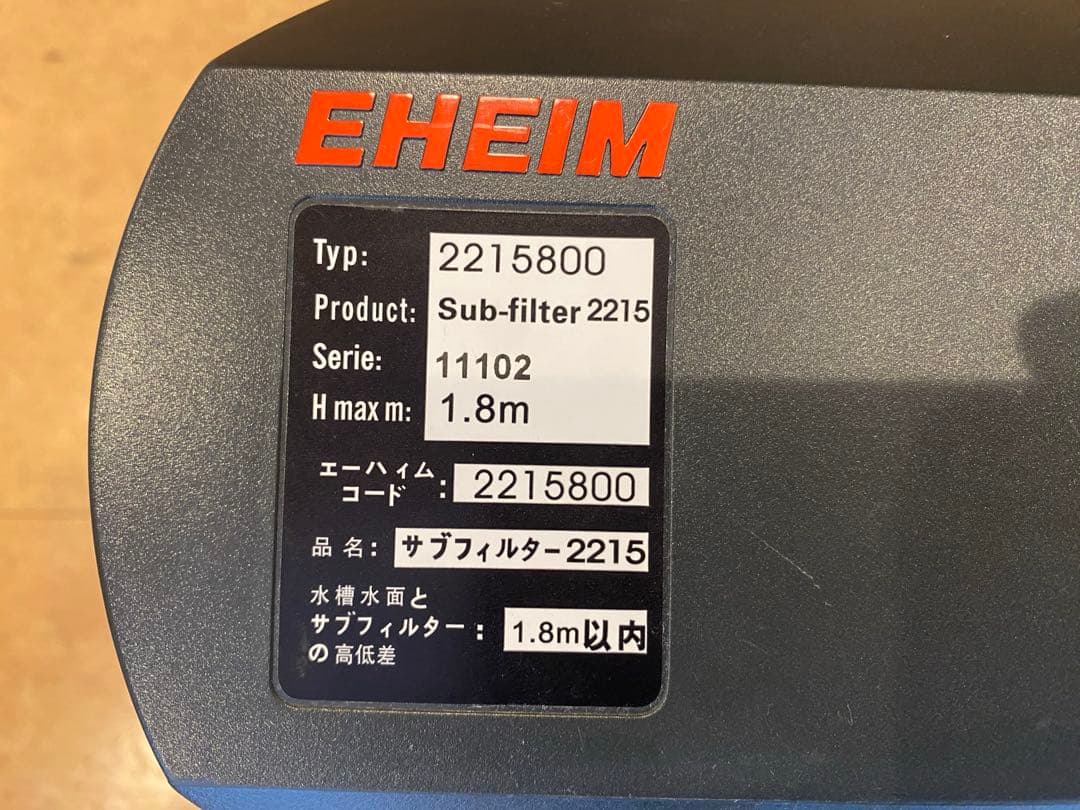 EHEIM
Typ: 2215800
Product: Sub-filter 2215
Serie: 11102
H max m: 1.8m
エーハイム
コード : 2215800
品名: サブフィルター2215
水槽水面と
サブフィルター: 1.8m以内
の高低差